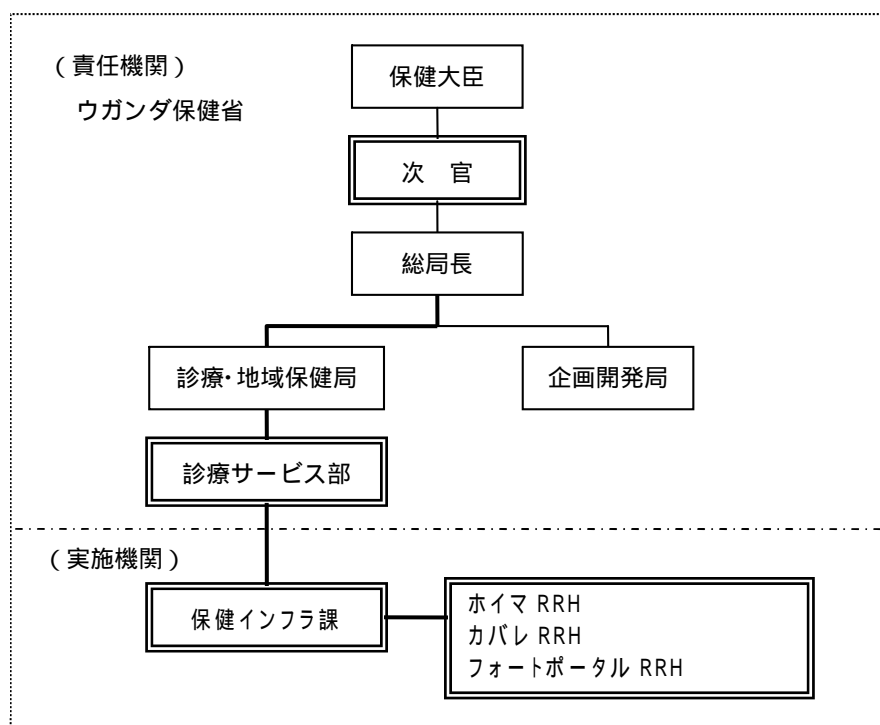 (責任機関)
ウガンダ保健省
保健大臣
次 官
総局長
診療・地域保健局
企画開発局
診療サービス部
(実施機関)
保健インフラ課
ホイマ RRH
カバレ RRH
フォートポータル RRH